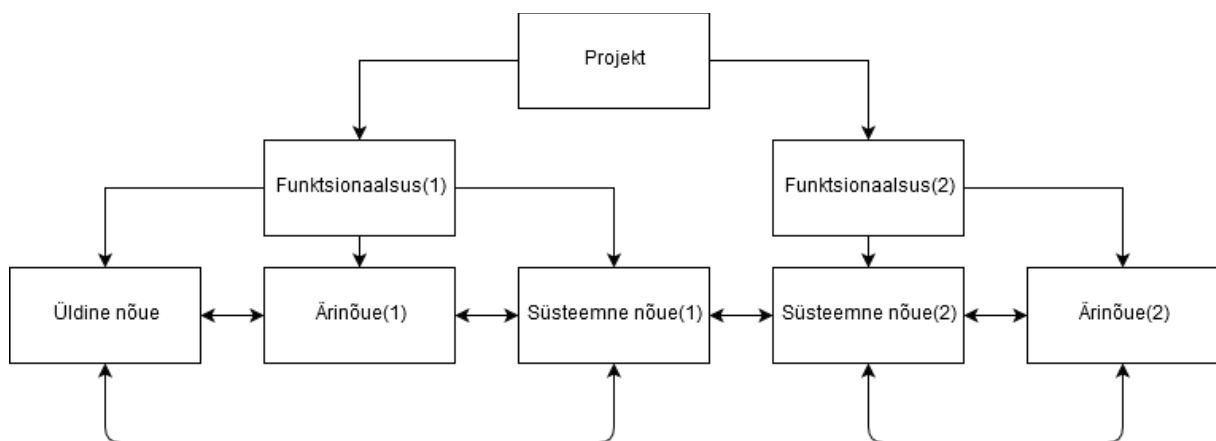 Projekt
Funktsionaalsus(1)
Funktsionaalsus(2)
Üldine nõue
Ärinõue(1)
Süsteemne nõue(1)
Süsteemne nõue(2)
Ärinõue(2)